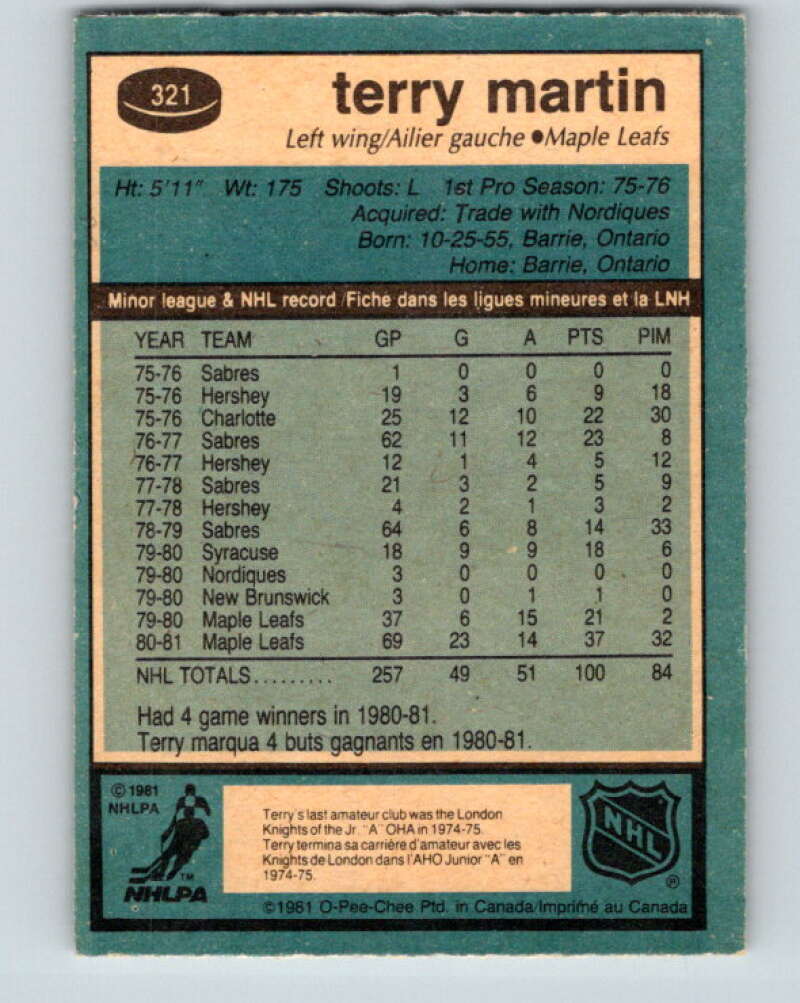 321
terry martin
Left wing/Ailier gauche ●Maple Leafs
Ht: 5'11" Wt: 175 Shoots: L 1st Pro Season: 75-76
Acquired: Trade with Nordiques
Born: 10-25-55, Barrie, Ontario
Home: Barrie, Ontario
Minor league & NHL record/Fiche dans les ligues mineures et la LNH
YEAR TEAM GP G A PTS PIM
75-76 Sabres 1 0 0 0 0
75-76 Hershey 19 3 6 9 18
75-76 Charlotte 25 12 10 22 30
76-77 Sabres 62 11 12 23 8
76-77 Hershey 12 1 4 5 12
77-78 Sabres 21 3 2 5 9
77-78 Hershey 4 2 1 3 2
78-79 Sabres 64 6 8 14 33
79-80 Syracuse 18 9 9 18 6
79-80 Nordiques 3 0 0 0 0
79-80 New Brunswick 3 0 1 1 0
79-80 Maple Leafs 37 6 15 21 2
80-81 Maple Leafs 69 23 14 37 32
NHL TOTALS......... 257 49 51 100 84
Had 4 game winners in 1980-81.
Terry marqua 4 buts gagnants en 1980-81.
©1981
NHLPA
TM
NHLPA
Terry's last amateur club was the London
Knights of the Jr. "A" OHA in 1974-75.
Terry termina sa carrière d'amateur avec les
Knights de London dans l'AHO Junior "A" en
1974-75.
NHL
®
©1981 O-Pee-Chee Ptd. in Canada/Imprimé au Canada